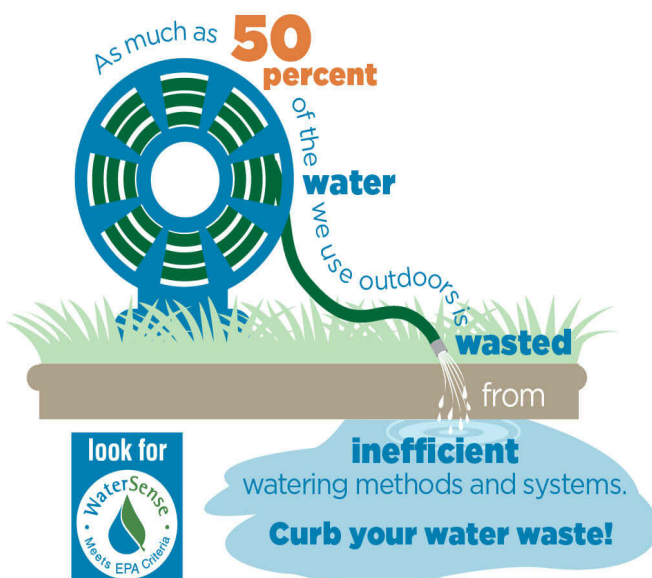 As much as 50
percent
of the
water
we use outdoors is
wasted
from
inefficient
watering methods and systems.
Curb your water waste!
look for
WaterSense
Meets EPA Criteria